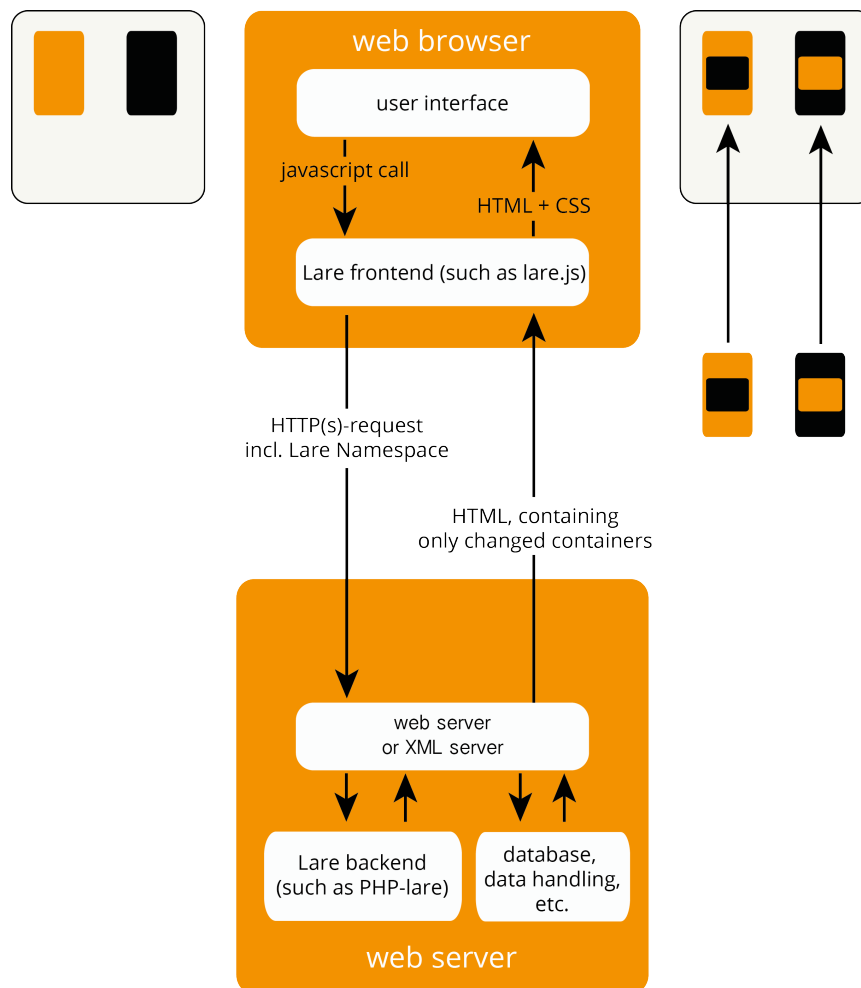 web browser
user interface
javascript call
HTML + CSS
Lare frontend (such as lare.js)
HTTP(s)-request
incl. Lare Namespace
HTML, containing
only changed containers
web server
or XML server
Lare backend
(such as PHP-lare)
database,
data handling,
etc.
web server